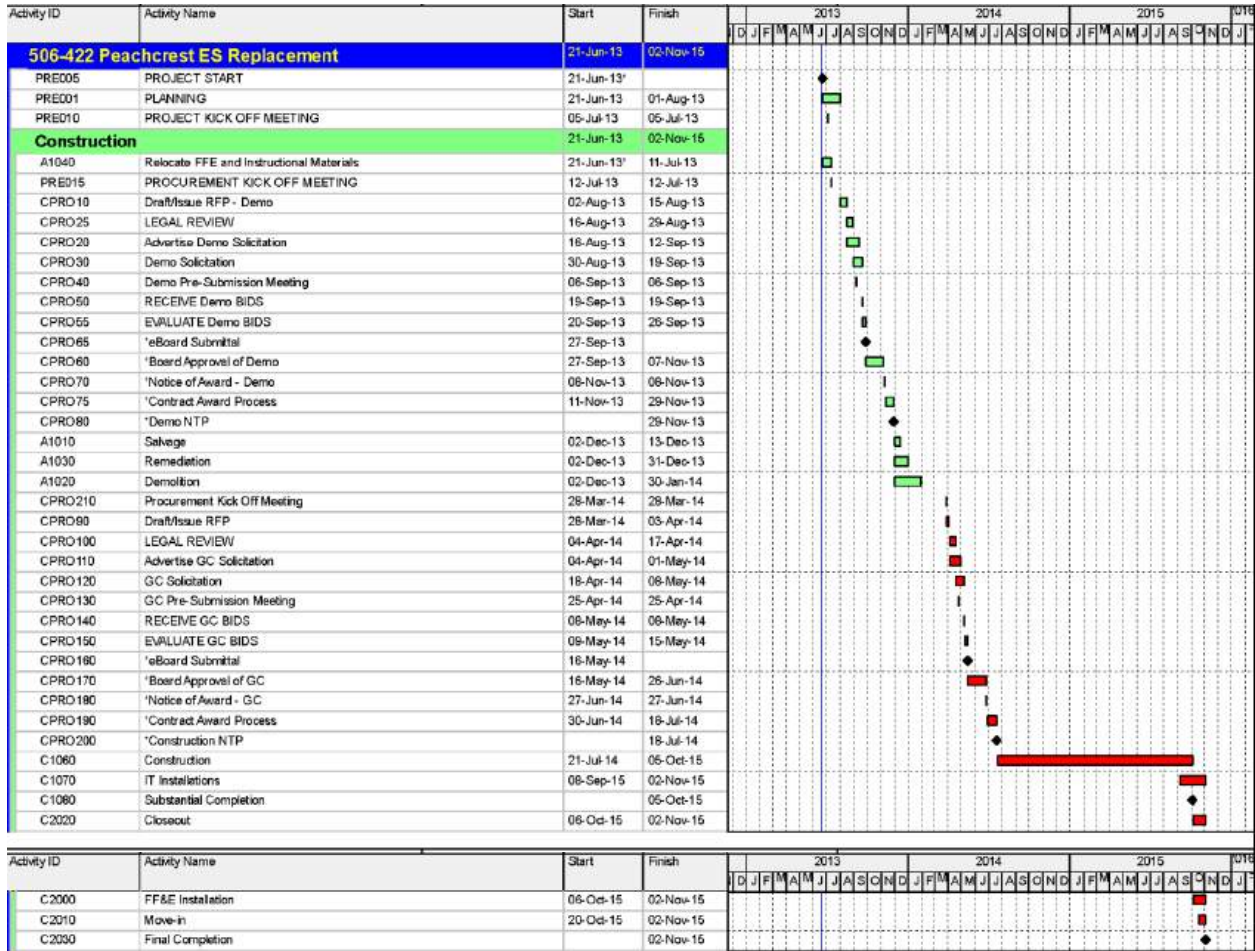 Activity ID Activity Name Start Finish 2013 2014 2015 2016
D J F M A M J J A S O N D J F M A M J J A S O N D J F M A M J J A S O N D J
506-422 Peachcrest ES Replacement 21-Jun-13 02-Nov-15
PRE005 PROJECT START 21-Jun-13*
PRE001 PLANNING 21-Jun-13 01-Aug-13
PRE010 PROJECT KICK OFF MEETING 05-Jul-13 05-Jul-13
Construction 21-Jun-13 02-Nov-15
A1040 Relocate FFE and Instructional Materials 21-Jun-13* 11-Jul-13
PRE015 PROCUREMENT KICK OFF MEETING 12-Jul-13 12-Jul-13
CPRO10 Draft/Issue RFP - Demo 02-Aug-13 15-Aug-13
CPRO25 LEGAL REVIEW 16-Aug-13 29-Aug-13
CPRO20 Advertise Demo Solicitation 16-Aug-13 12-Sep-13
CPRO30 Demo Solicitation 30-Aug-13 19-Sep-13
CPRO40 Demo Pre-Submission Meeting 06-Sep-13 06-Sep-13
CPRO50 RECEIVE Demo BIDS 19-Sep-13 19-Sep-13
CPRO55 EVALUATE Demo BIDS 20-Sep-13 26-Sep-13
CPRO65 *eBoard Submittal 27-Sep-13
CPRO60 *Board Approval of Demo 27-Sep-13 07-Nov-13
CPRO70 *Notice of Award - Demo 08-Nov-13 08-Nov-13
CPRO75 *Contract Award Process 11-Nov-13 29-Nov-13
CPRO80 *Demo NTP 29-Nov-13
A1010 Salvage 02-Dec-13 13-Dec-13
A1030 Remediation 02-Dec-13 31-Dec-13
A1020 Demolition 02-Dec-13 30-Jan-14
CPRO210 Procurement Kick Off Meeting 28-Mar-14 28-Mar-14
CPRO90 Draft/Issue RFP 28-Mar-14 03-Apr-14
CPRO100 LEGAL REVIEW 04-Apr-14 17-Apr-14
CPRO110 Advertise GC Solicitation 04-Apr-14 01-May-14
CPRO120 GC Solicitation 18-Apr-14 08-May-14
CPRO130 GC Pre-Submission Meeting 25-Apr-14 25-Apr-14
CPRO140 RECEIVE GC BIDS 08-May-14 08-May-14
CPRO150 EVALUATE GC BIDS 09-May-14 15-May-14
CPRO160 *eBoard Submittal 16-May-14
CPRO170 *Board Approval of GC 16-May-14 26-Jun-14
CPRO180 *Notice of Award - GC 27-Jun-14 27-Jun-14
CPRO190 *Contract Award Process 30-Jun-14 18-Jul-14
CPRO200 *Construction NTP 18-Jul-14
C1060 Construction 21-Jul-14 05-Oct-15
C1070 IT Installations 08-Sep-15 02-Nov-15
C1080 Substantial Completion 05-Oct-15
C2020 Closeout 06-Oct-15 02-Nov-15
Activity ID Activity Name Start Finish 2013 2014 2015 2016
D J F M A M J J A S O N D J F M A M J J A S O N D J F M A M J J A S O N D J
C2000 FF&E Installation 06-Oct-15 02-Nov-15
C2010 Move-in 20-Oct-15 02-Nov-15
C2030 Final Completion 02-Nov-15